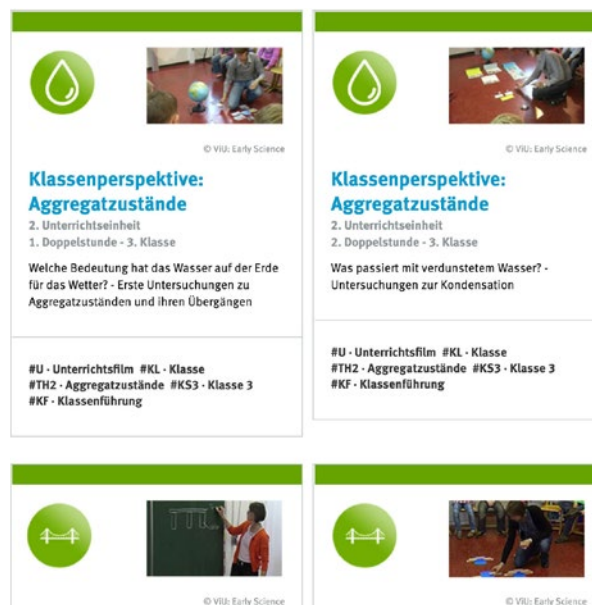 © ViU: Early Science
Klassenperspektive:
Aggregatzustände
2. Unterrichtseinheit
1. Doppelstunde - 3. Klasse
Welche Bedeutung hat das Wasser auf der Erde
für das Wetter? - Erste Untersuchungen zu
Aggregatzuständen und ihren Übergängen
#U · Unterrichtsfilm #KL · Klasse
#TH2 · Aggregatzustände #KS3 · Klasse 3
#KF · Klassenführung
© ViU: Early Science
Klassenperspektive:
Aggregatzustände
2. Unterrichtseinheit
2. Doppelstunde - 3. Klasse
Was passiert mit verdunstetem Wasser? -
Untersuchungen zur Kondensation
#U · Unterrichtsfilm #KL · Klasse
#TH2 · Aggregatzustände #KS3 · Klasse 3
#KF · Klassenführung
© ViU: Early Science
© ViU: Early Science